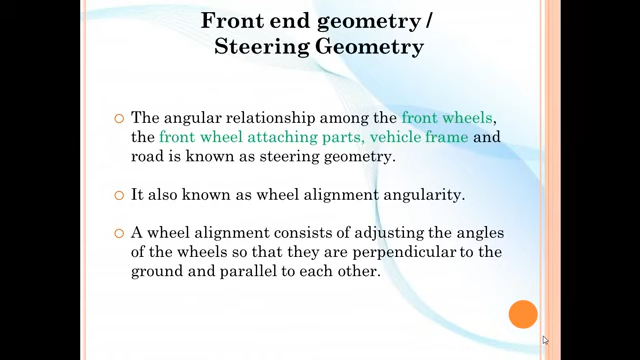 Front end geometry /
Steering Geometry
The angular relationship among the front wheels,
the front wheel attaching parts, vehicle frame and
road is known as steering geometry.
It also known as wheel alignment angularity.
A wheel alignment consists of adjusting the angles
of the wheels so that they are perpendicular to the
ground and parallel to each other.